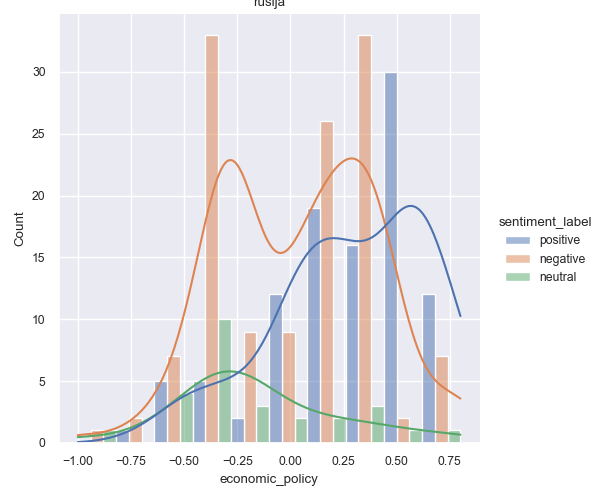 rusija
Count
30
25
20
15
10
5
0
−1.00 −0.75 −0.50 −0.25 0.00 0.25 0.50 0.75
economic_policy
sentiment_label
positive
negative
neutral